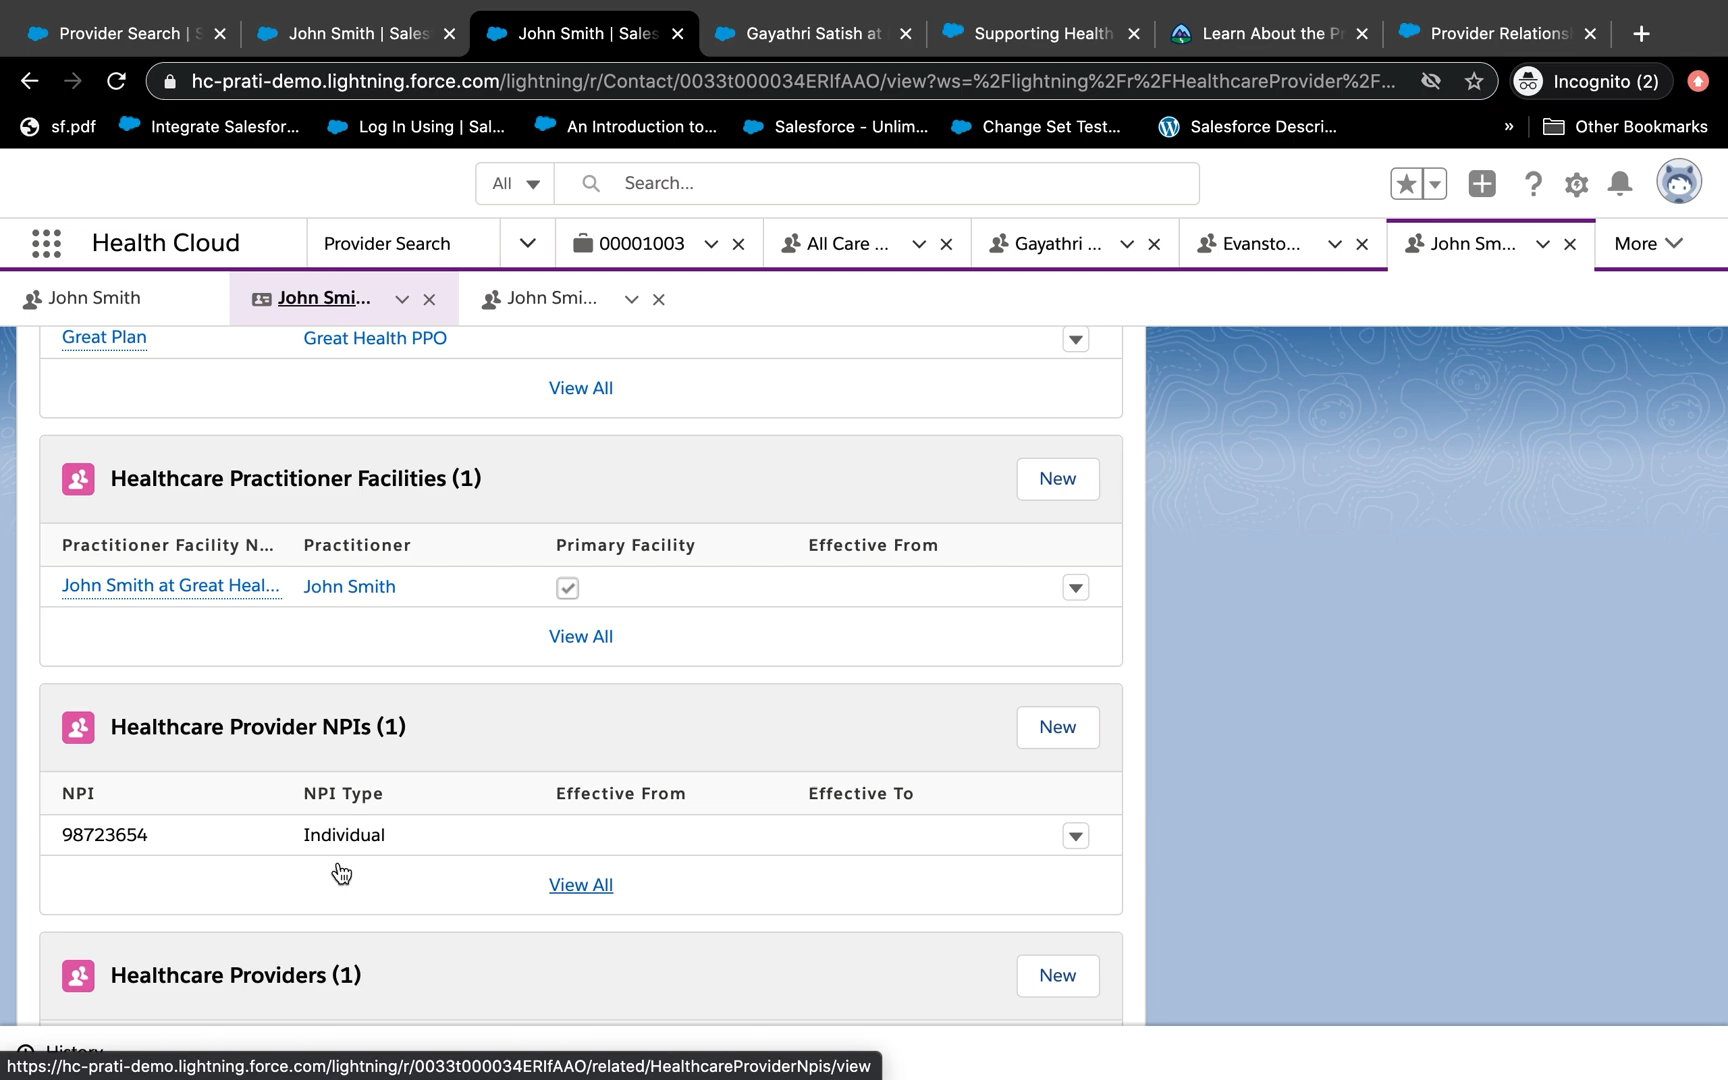 Provider Search | S
John Smith | Sales
John Smith | Sales
Gayathri Satish at
Supporting Health
Learn About the Pr
Provider Relations
hc-prati-demo.lightning.force.com/lightning/r/Contact/0033t000034ERIfAAO/view?ws=%2Flightning%2Fr%2FHealthcareProvider%2F...
Incognito (2)
sf.pdf
Integrate Salesfor...
Log In Using | Sal...
An Introduction to...
Salesforce - Unlim...
Change Set Test...
Salesforce Descri...
»
Other Bookmarks
All
Search...
Health Cloud
Provider Search
00001003
All Care ...
Gayathri ...
Evansto...
John Sm...
More
John Smith
John Smi...
John Smi...
Great Plan
Great Health PPO
View All
Healthcare Practitioner Facilities (1)
New
Practitioner Facility N...
Practitioner
Primary Facility
Effective From
John Smith at Great Heal...
John Smith
View All
Healthcare Provider NPIs (1)
New
NPI
NPI Type
Effective From
Effective To
98723654
Individual
View All
Healthcare Providers (1)
New
History
https://hc-prati-demo.lightning.force.com/lightning/r/0033t000034ERIfAAO/related/HealthcareProviderNpis/view